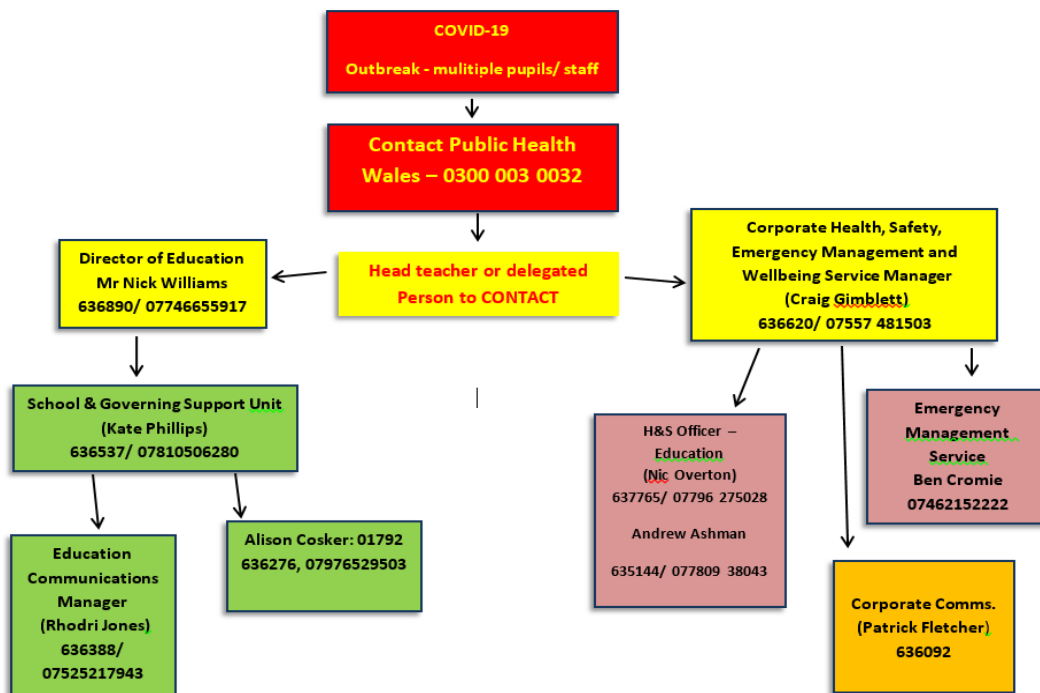 COVID-19
Outbreak - mulitiple pupils/ staff
Contact Public Health
Wales – 0300 003 0032
Head teacher or delegated
Person to CONTACT
Director of Education
Mr Nick Williams
636890/ 07746655917
Corporate Health, Safety,
Emergency Management and
Wellbeing Service Manager
(Craig Gimblett)
636620/ 07557 481503
School & Governing Support Unit
(Kate Phillips)
636537/ 07810506280
Education
Communications
Manager
(Rhodri Jones)
636388/
07525217943
Alison Cosker: 01792
636276, 07976529503
H&S Officer –
Education
(Nic Overton)
637765/ 07796 275028
Andrew Ashman
635144/ 077809 38043
Corporate Comms.
(Patrick Fletcher)
636092
Emergency
Management
Service
Ben Cromie
07462152222